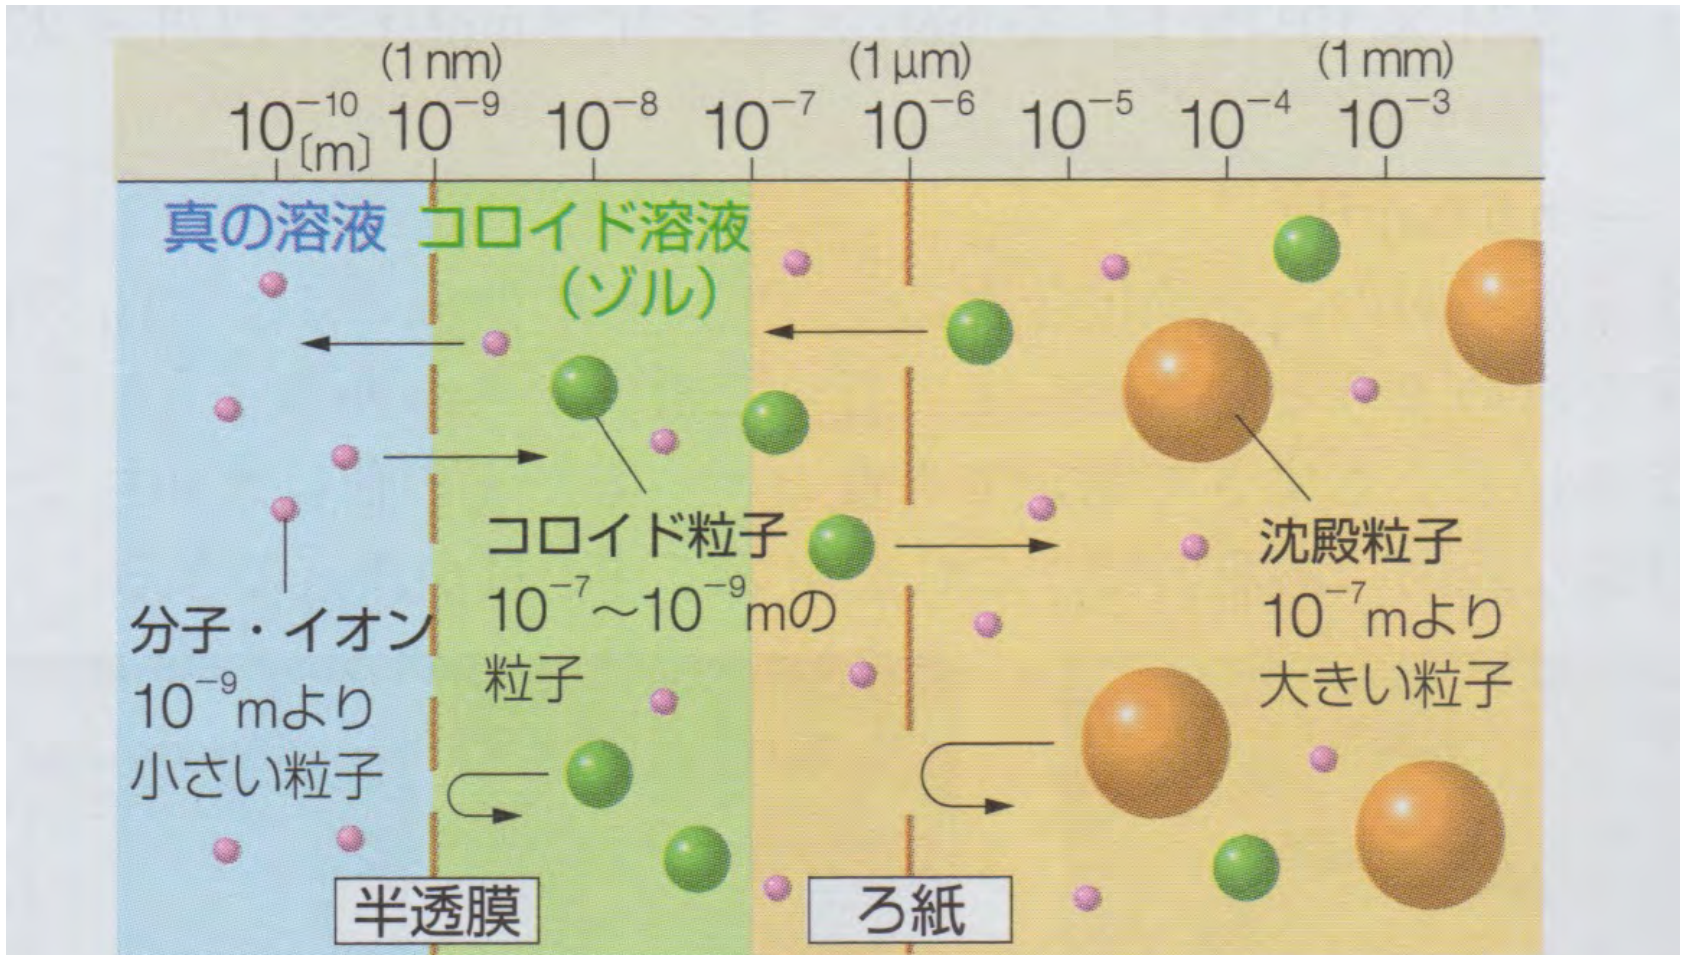 (1 nm) (1 μm) (1 mm)
10⁻¹⁰ 10⁻⁹ 10⁻⁸ 10⁻⁷ 10⁻⁶ 10⁻⁵ 10⁻⁴ 10⁻³
〔m〕
真の溶液
コロイド溶液
（ゾル）
コロイド粒子
10⁻⁷〜10⁻⁹mの
粒子
沈殿粒子
10⁻⁷mより
大きい粒子
分子・イオン
10⁻⁹mより
小さい粒子
半透膜
ろ紙